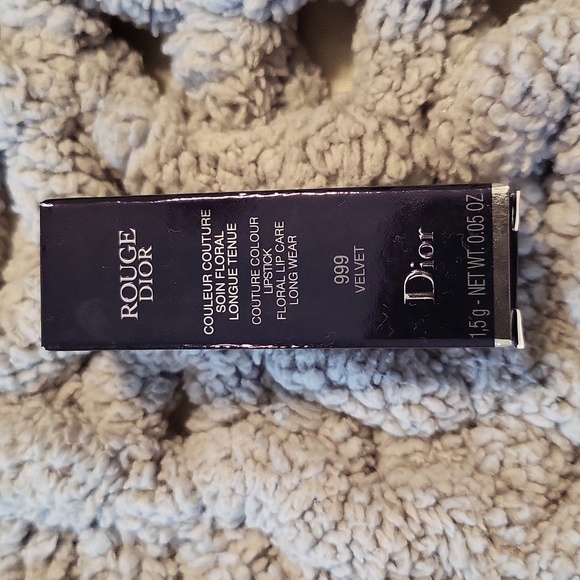 ROUGE
DIOR
COULEUR COUTURE
SOIN FLORAL
LONGUE TENUE
COUTURE COLOUR
LIPSTICK
FLORAL LIP CARE
LONG WEAR
999
VELVET
Dior
1,5 g - NET WT. 0.05 OZ